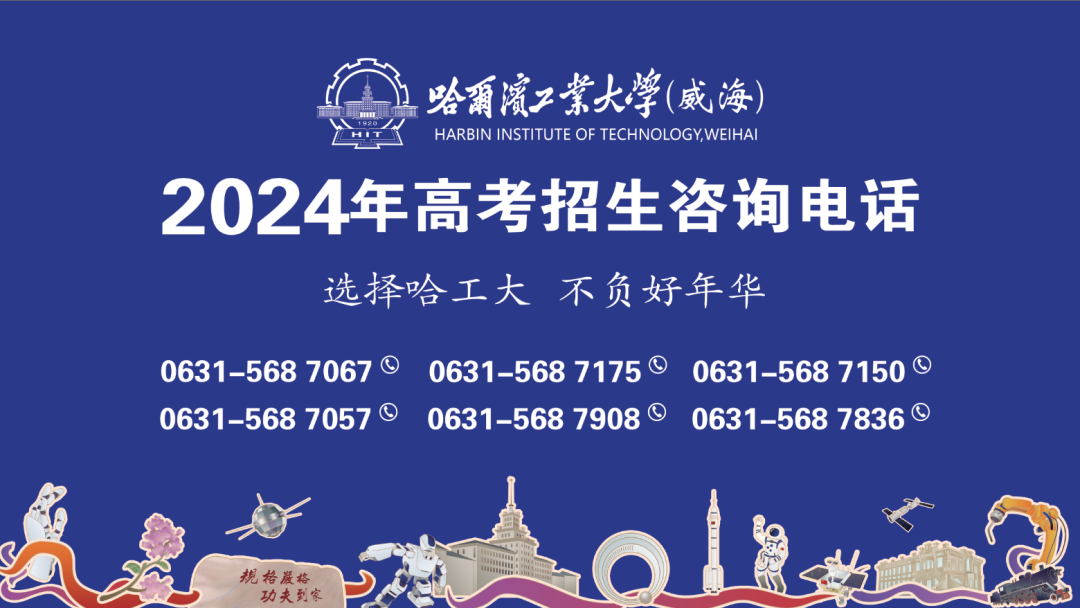 哈爾濱工業大學(威海)
1920
HIT
HARBIN INSTITUTE OF TECHNOLOGY,WEIHAI
2024年高考招生咨询电话
选择哈工大 不负好年华
0631-568 7067 0631-568 7175 0631-568 7150
0631-568 7057 0631-568 7908 0631-568 7836
规格嚴格
功夫到家